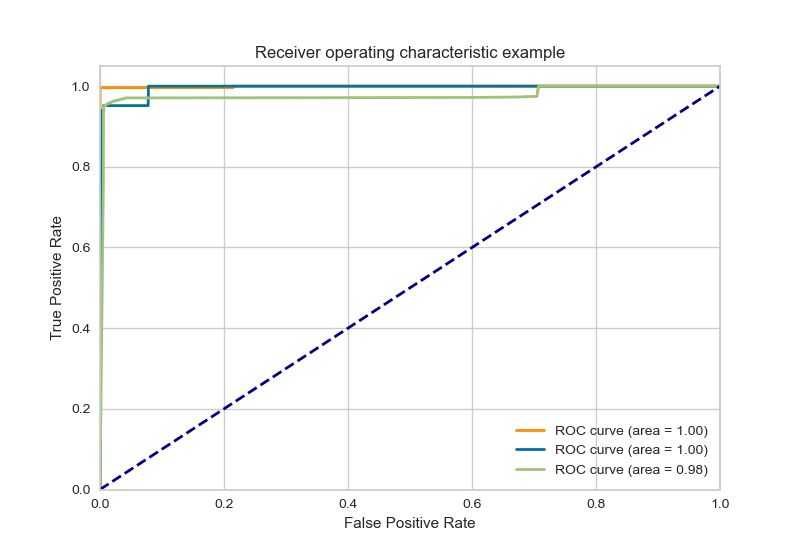 Receiver operating characteristic example
1.0
0.8
0.6
0.4
0.2
0.0
True Positive Rate
ROC curve (area = 1.00)
ROC curve (area = 1.00)
ROC curve (area = 0.98)
0.0 0.2 0.4 0.6 0.8 1.0
False Positive Rate